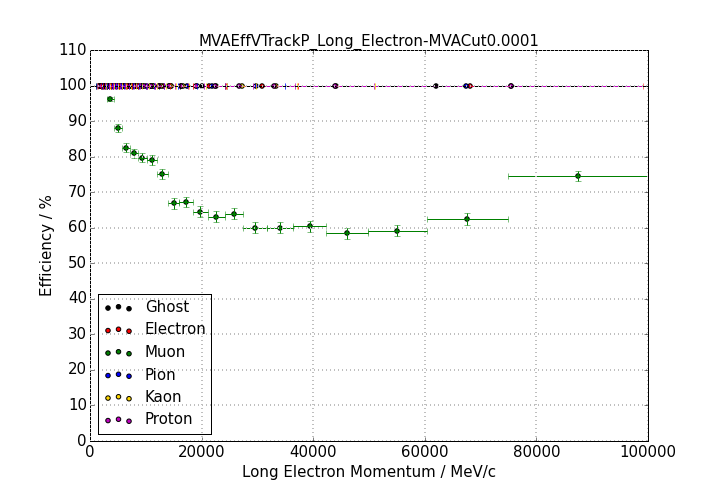 MVAEffVTrackP_Long_Electron-MVACut0.0001
110
100
90
80
70
60
50
40
30
20
10
0
Efficiency / %
Ghost
Electron
Muon
Pion
Kaon
Proton
0 20000 40000 60000 80000 100000
Long Electron Momentum / MeV/c